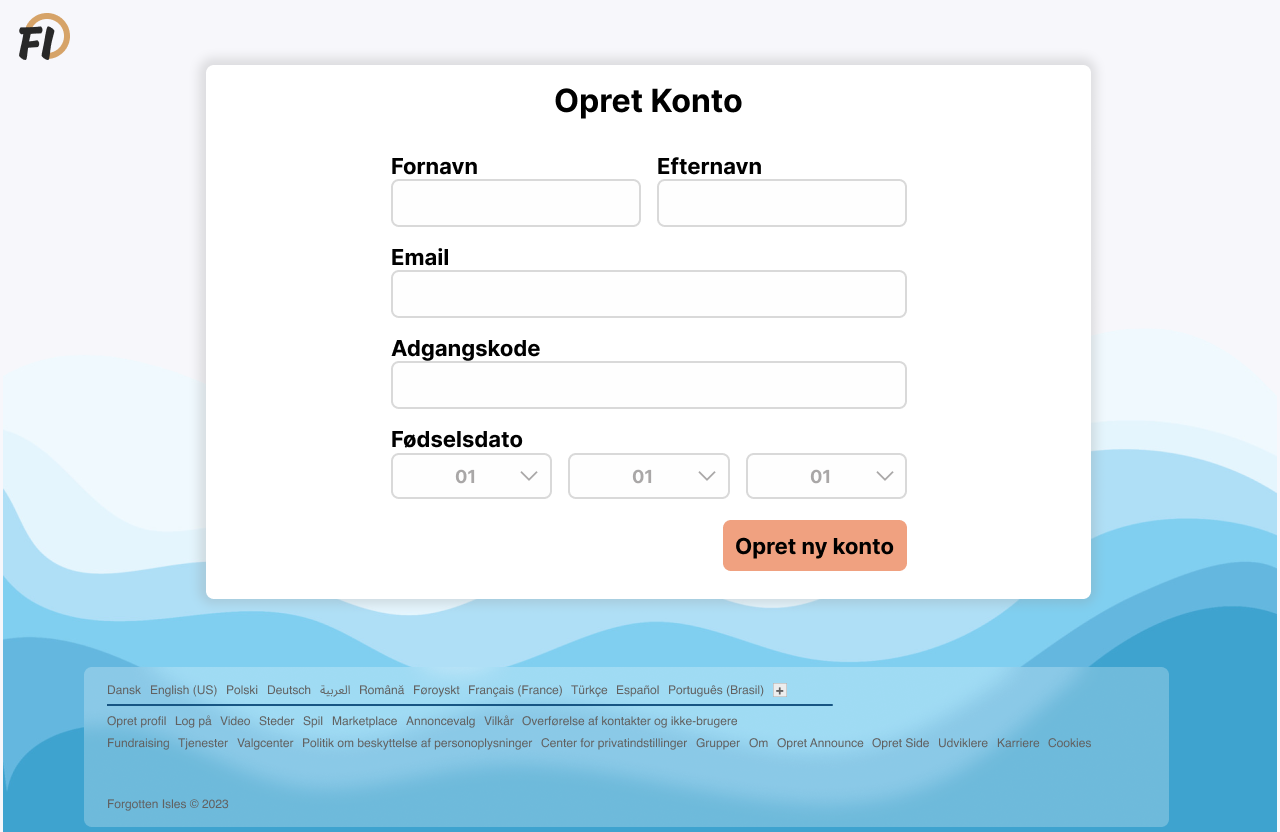 FI
Opret Konto
Fornavn Efternavn
Email
Adgangskode
Fødselsdato
01 01 01
Opret ny konto
Dansk English (US) Polski Deutsch العربية Română Føroyskt Français (France) Türkçe Español Português (Brasil) +
Opret profil Log på Video Steder Spil Marketplace Annoncevalg Vilkår Overførelse af kontakter og ikke-brugere
Fundraising Tjenester Valgcenter Politik om beskyttelse af personoplysninger Center for privatindstillinger Grupper Om Opret Announce Opret Side Udviklere Karriere Cookies
Forgotten Isles © 2023